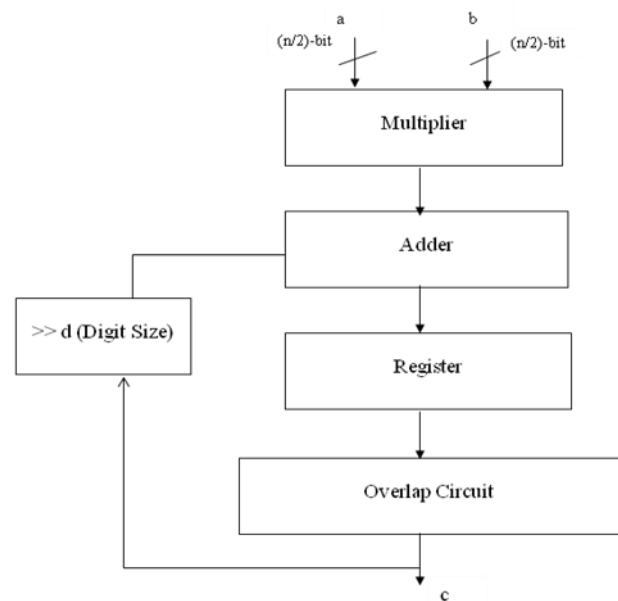 a b
(n/2)-bit (n/2)-bit
Multiplier
Adder
>> d (Digit Size)
Register
Overlap Circuit
c